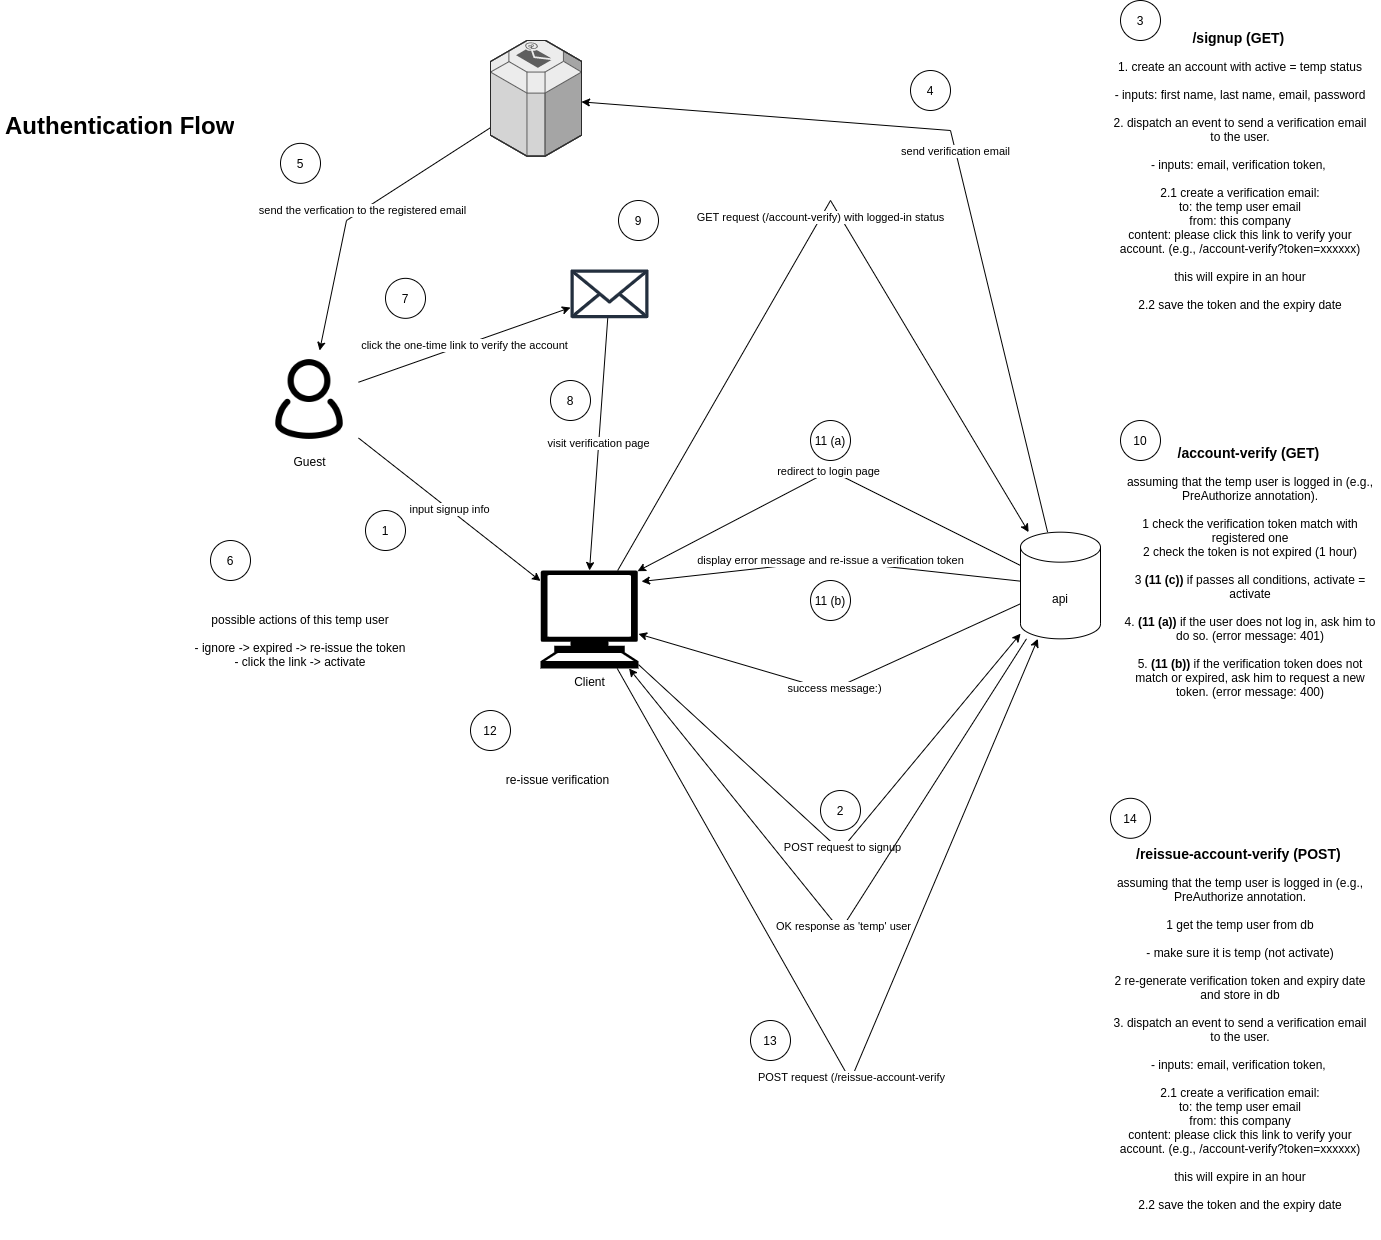 Authentication Flow
5
send the verfication to the registered email
4
send verification email
9
GET request (/account-verify) with logged-in status
7
click the one-time link to verify the account
8
visit verification page
Guest
input signup info
1
6
possible actions of this temp user
- ignore -> expired -> re-issue the token
- click the link -> activate
11 (a)
redirect to login page
display error message and re-issue a verification token
11 (b)
api
success message:)
Client
12
re-issue verification
2
POST request to signup
OK response as 'temp' user
13
POST request (/reissue-account-verify
3
/signup (GET)
1. create an account with active = temp status
- inputs: first name, last name, email, password
2. dispatch an event to send a verification email
to the user.
- inputs: email, verification token,
2.1 create a verification email:
to: the temp user email
from: this company
content: please click this link to verify your
account. (e.g., /account-verify?token=xxxxxx)
this will expire in an hour
2.2 save the token and the expiry date
10
/account-verify (GET)
assuming that the temp user is logged in (e.g.,
PreAuthorize annotation).
1 check the verification token match with
registered one
2 check the token is not expired (1 hour)
3 (11 (c)) if passes all conditions, activate =
activate
4. (11 (a)) if the user does not log in, ask him to
do so. (error message: 401)
5. (11 (b)) if the verification token does not
match or expired, ask him to request a new
token. (error message: 400)
14
/reissue-account-verify (POST)
assuming that the temp user is logged in (e.g.,
PreAuthorize annotation.
1 get the temp user from db
- make sure it is temp (not activate)
2 re-generate verification token and expiry date
and store in db
3. dispatch an event to send a verification email
to the user.
- inputs: email, verification token,
2.1 create a verification email:
to: the temp user email
from: this company
content: please click this link to verify your
account. (e.g., /account-verify?token=xxxxxx)
this will expire in an hour
2.2 save the token and the expiry date